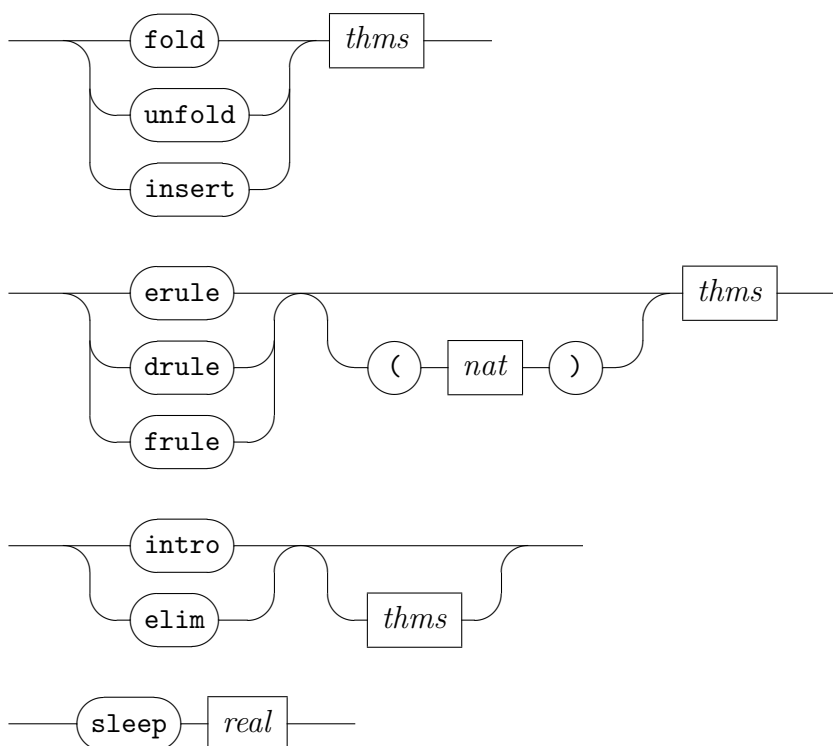 fold thms
unfold
insert
erule thms
drule ( nat )
frule
intro
elim thms
sleep real